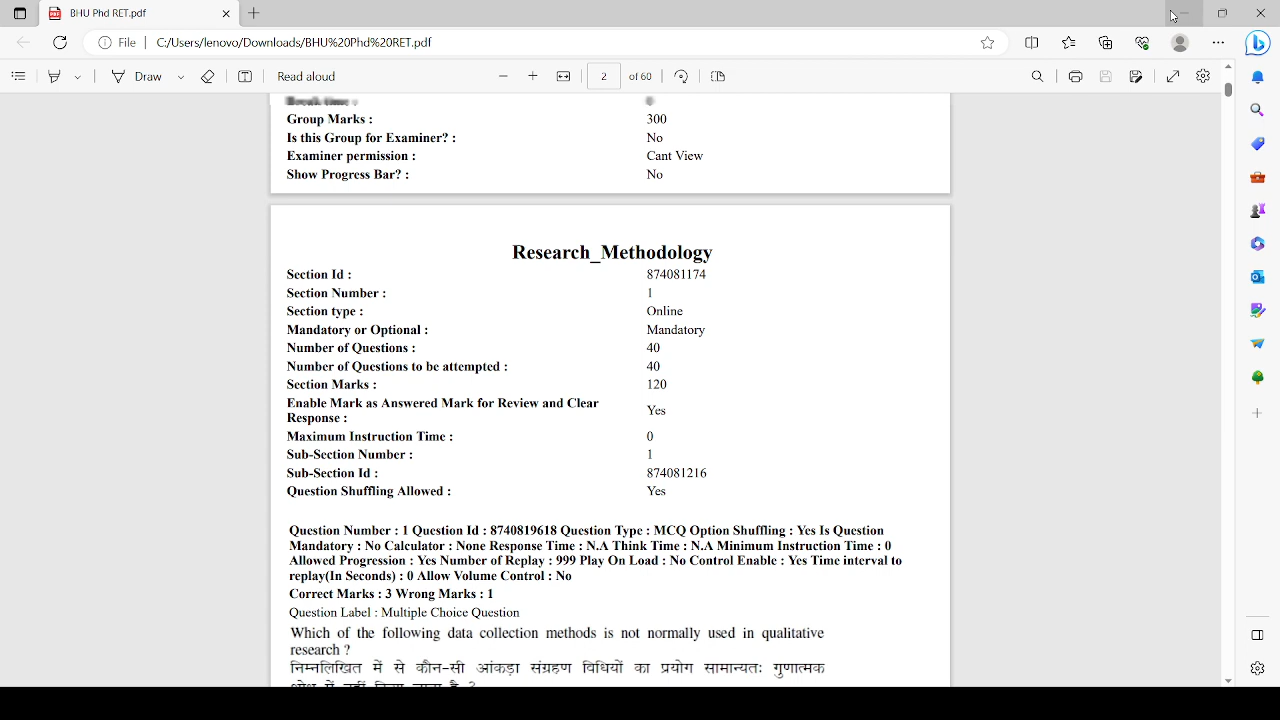 BHU Phd RET.pdf
File
C:/Users/lenovo/Downloads/BHU%20Phd%20RET.pdf
Draw
Read aloud
2 of 60
Break time : 0
Group Marks : 300
Is this Group for Examiner? : No
Examiner permission : Cant View
Show Progress Bar? : No
Research_Methodology
Section Id : 874081174
Section Number : 1
Section type : Online
Mandatory or Optional : Mandatory
Number of Questions : 40
Number of Questions to be attempted : 40
Section Marks : 120
Enable Mark as Answered Mark for Review and Clear
Response : Yes
Maximum Instruction Time : 0
Sub-Section Number : 1
Sub-Section Id : 874081216
Question Shuffling Allowed : Yes
Question Number : 1 Question Id : 8740819618 Question Type : MCQ Option Shuffling : Yes Is Question
Mandatory : No Calculator : None Response Time : N.A Think Time : N.A Minimum Instruction Time : 0
Allowed Progression : Yes Number of Replay : 999 Play On Load : No Control Enable : Yes Time interval to
replay(In Seconds) : 0 Allow Volume Control : No
Correct Marks : 3 Wrong Marks : 1
Question Label : Multiple Choice Question
Which of the following data collection methods is not normally used in qualitative
research ?
निम्नलिखित में से कौन-सी आंकड़ा संग्रहण विधियों का प्रयोग सामान्यतः गुणात्मक